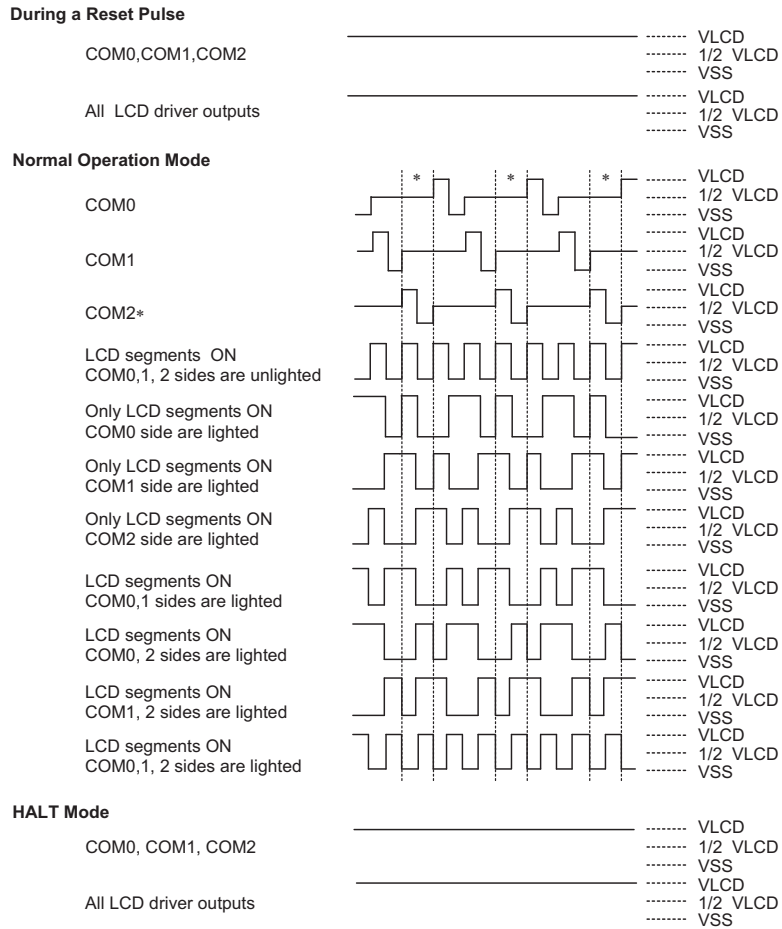 During a Reset Pulse
COM0,COM1,COM2
VLCD
1/2 VLCD
VSS
All LCD driver outputs
VLCD
1/2 VLCD
VSS
Normal Operation Mode
* * *
COM0
VLCD
1/2 VLCD
VSS
COM1
VLCD
1/2 VLCD
VSS
COM2*
VLCD
1/2 VLCD
VSS
LCD segments ON
COM0,1, 2 sides are unlighted
VLCD
1/2 VLCD
VSS
Only LCD segments ON
COM0 side are lighted
VLCD
1/2 VLCD
VSS
Only LCD segments ON
COM1 side are lighted
VLCD
1/2 VLCD
VSS
Only LCD segments ON
COM2 side are lighted
VLCD
1/2 VLCD
VSS
LCD segments ON
COM0,1 sides are lighted
VLCD
1/2 VLCD
VSS
LCD segments ON
COM0, 2 sides are lighted
VLCD
1/2 VLCD
VSS
LCD segments ON
COM1, 2 sides are lighted
VLCD
1/2 VLCD
VSS
LCD segments ON
COM0,1, 2 sides are lighted
VLCD
1/2 VLCD
VSS
HALT Mode
COM0, COM1, COM2
VLCD
1/2 VLCD
VSS
All LCD driver outputs
VLCD
1/2 VLCD
VSS